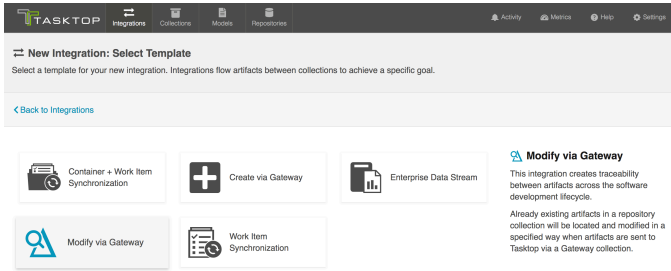 TASKTOP
Integrations
Collections
Models
Repositories
Activity
Metrics
Help
Settings
New Integration: Select Template
Select a template for your new integration. Integrations flow artifacts between collections to achieve a specific goal.
Back to Integrations
Container + Work Item
Synchronization
Create via Gateway
Enterprise Data Stream
Modify via Gateway
Work Item
Synchronization
Modify via Gateway
This integration creates traceability
between artifacts across the software
development lifecycle.
Already existing artifacts in a repository
collection will be located and modified in a
specified way when artifacts are sent to
Tasktop via a Gateway collection.